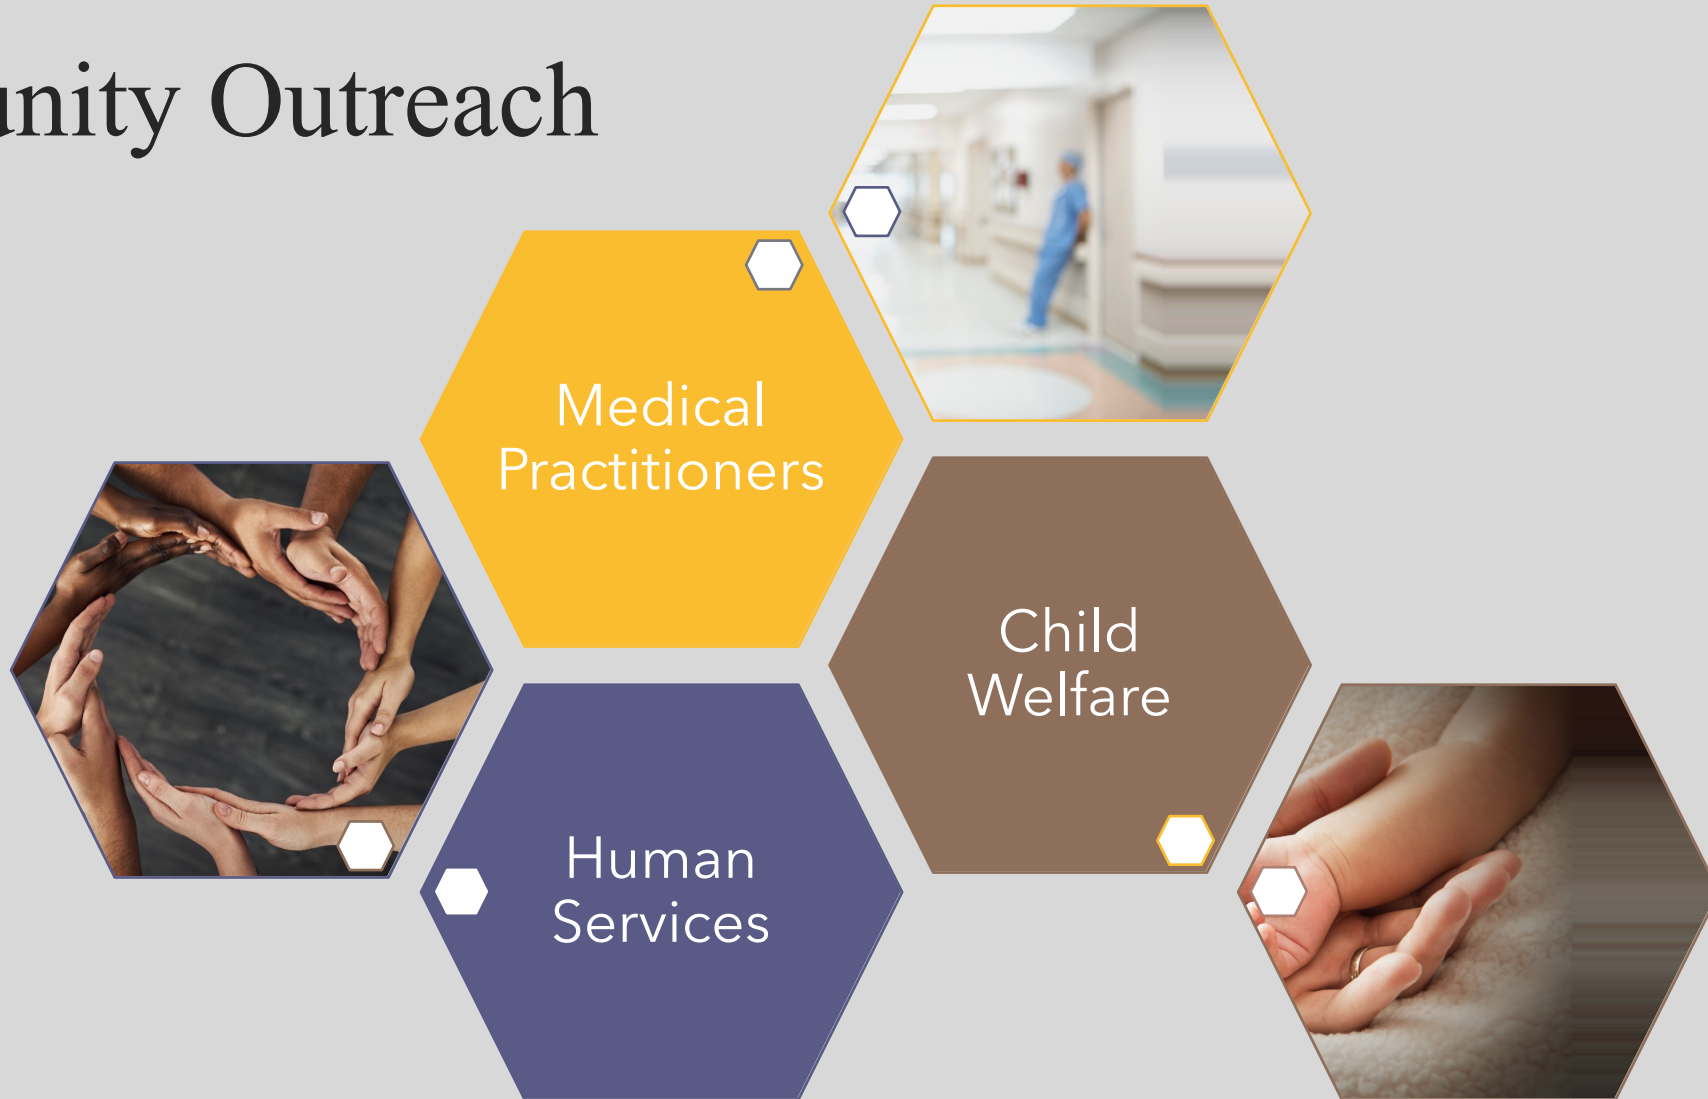 unity Outreach
Medical
Practitioners
Child
Welfare
Human
Services